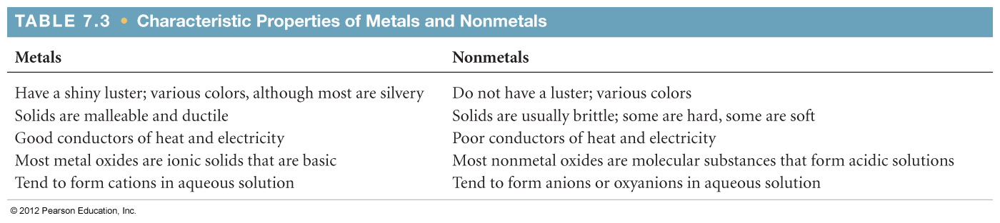 TABLE 7.3 • Characteristic Properties of Metals and Nonmetals
Metals Nonmetals
Have a shiny luster; various colors, although most are silvery Do not have a luster; various colors
Solids are malleable and ductile Solids are usually brittle; some are hard, some are soft
Good conductors of heat and electricity Poor conductors of heat and electricity
Most metal oxides are ionic solids that are basic Most nonmetal oxides are molecular substances that form acidic solutions
Tend to form cations in aqueous solution Tend to form anions or oxyanions in aqueous solution
© 2012 Pearson Education, Inc.